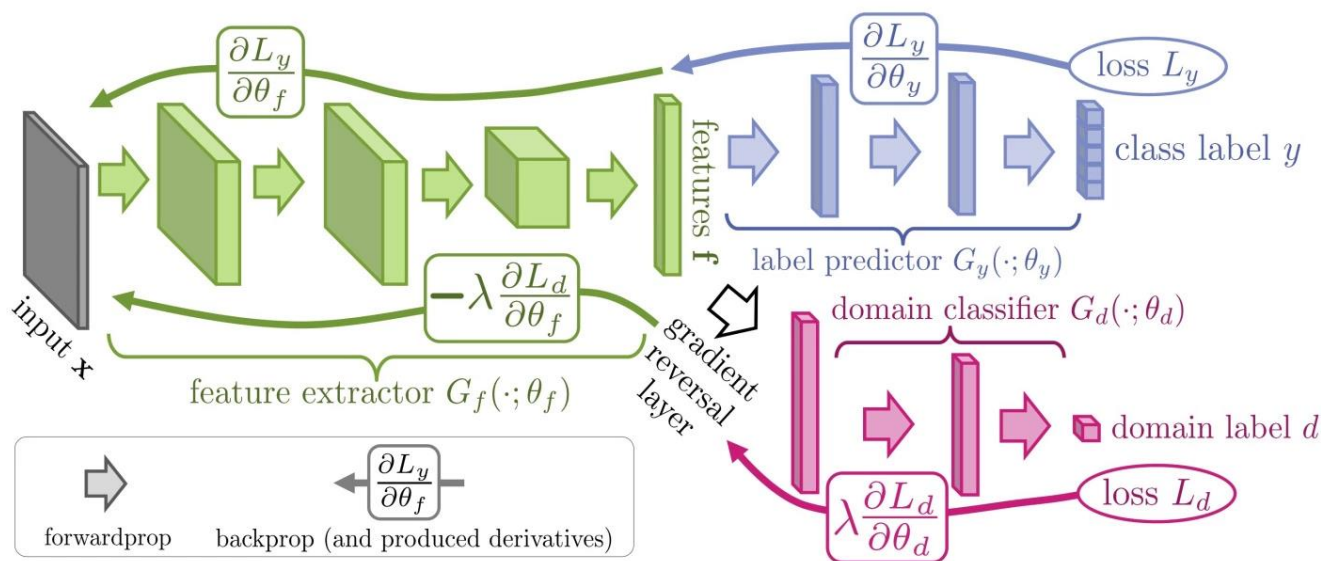 ∂L_y
∂θ_f
∂L_y
∂θ_y
loss L_y
features f
class label y
label predictor G_y(·; θ_y)
−λ ∂L_d
∂θ_f
input x
feature extractor G_f(·; θ_f)
gradient
reversal
layer
domain classifier G_d(·; θ_d)
domain label d
loss L_d
λ ∂L_d
∂θ_d
∂L_y
∂θ_f
forwardprop
backprop (and produced derivatives)